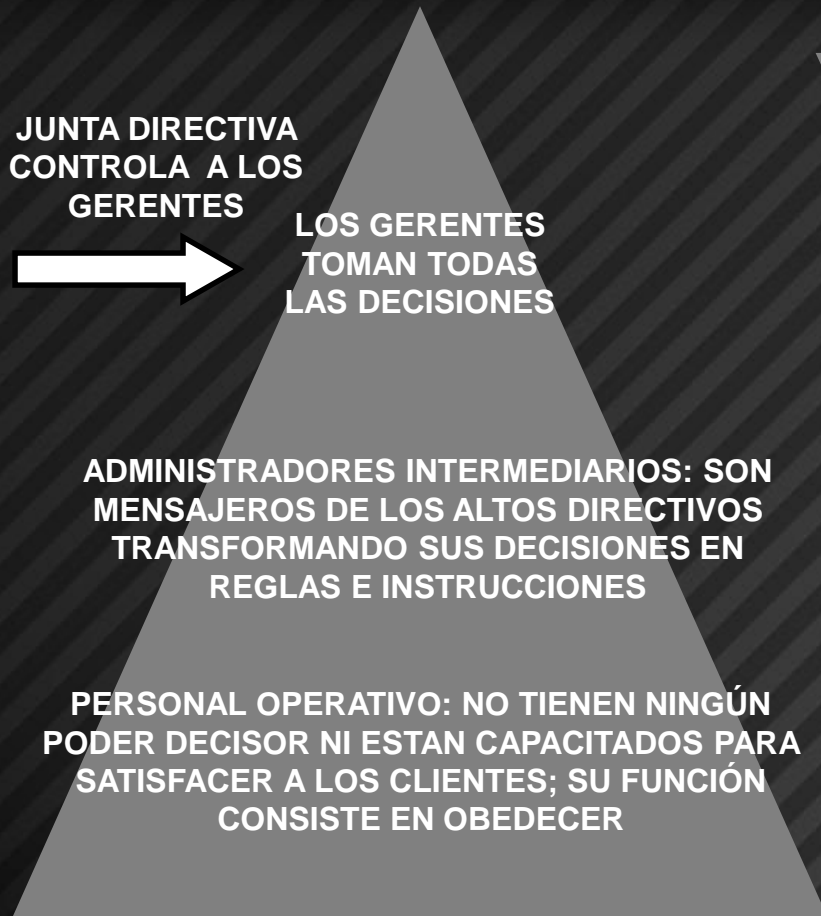 JUNTA DIRECTIVA
CONTROLA A LOS
GERENTES
LOS GERENTES
TOMAN TODAS
LAS DECISIONES
ADMINISTRADORES INTERMEDIARIOS: SON
MENSAJEROS DE LOS ALTOS DIRECTIVOS
TRANSFORMANDO SUS DECISIONES EN
REGLAS E INSTRUCCIONES
PERSONAL OPERATIVO: NO TIENEN NINGÚN
PODER DECISOR NI ESTAN CAPACITADOS PARA
SATISFACER A LOS CLIENTES; SU FUNCIÓN
CONSISTE EN OBEDECER